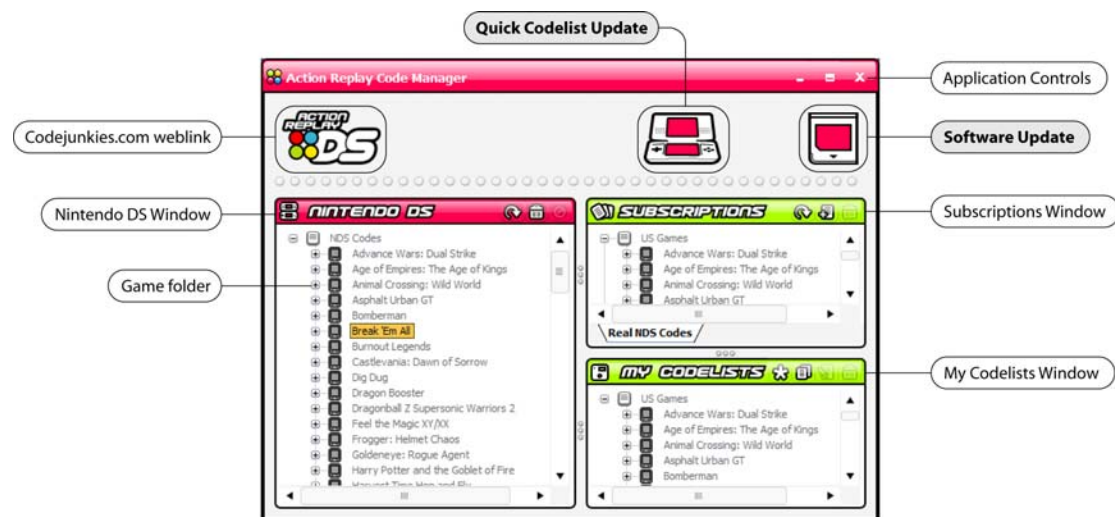 Quick Codelist Update
Action Replay Code Manager
Application Controls
ACTION REPLAY DS
Codejunkies.com weblink
Software Update
Nintendo DS Window
NINTENDO DS
SUBSCRIPTIONS
Subscriptions Window
NDS Codes
Advance Wars: Dual Strike
Age of Empires: The Age of Kings
Animal Crossing: Wild World
Asphalt Urban GT
Bomberman
Break 'Em All
Burnout Legends
Castlevania: Dawn of Sorrow
Dig Dug
Dragon Booster
Dragonball Z Supersonic Warriors 2
Feel the Magic XY/XX
Frogger: Helmet Chaos
Goldeneye: Rogue Agent
Harry Potter and the Goblet of Fire
Game folder
US Games
Advance Wars: Dual Strike
Age of Empires: The Age of Kings
Animal Crossing: Wild World
Asphalt Urban GT
Real NDS Codes
MY CODELISTS
My Codelists Window
US Games
Advance Wars: Dual Strike
Age of Empires: The Age of Kings
Animal Crossing: Wild World
Asphalt Urban GT
Bomberman